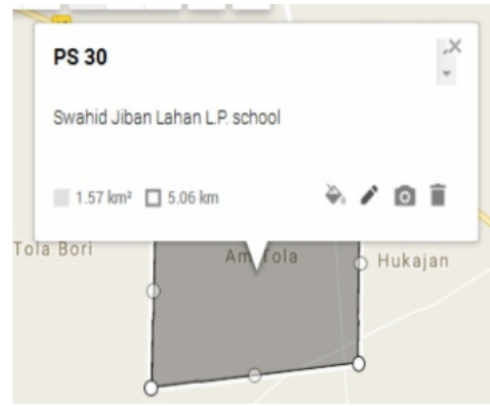 PS 30
Swahid Jiban Lahan L.P. school
1.57 km² 5.06 km
Tola Bori
Hukajan